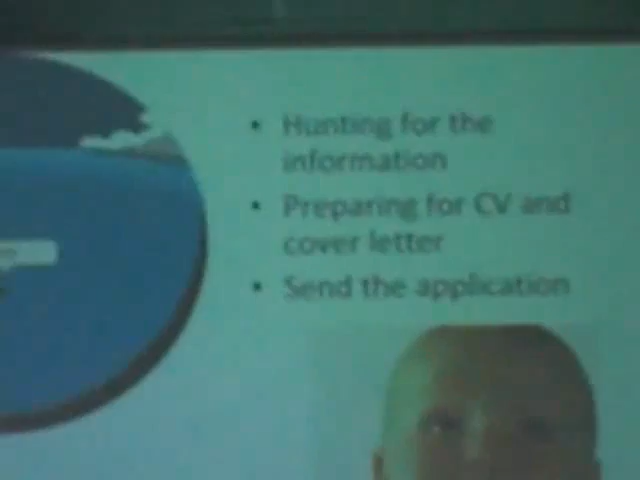 • Hunting for the
information
• Preparing for CV and
cover letter
• Send the application